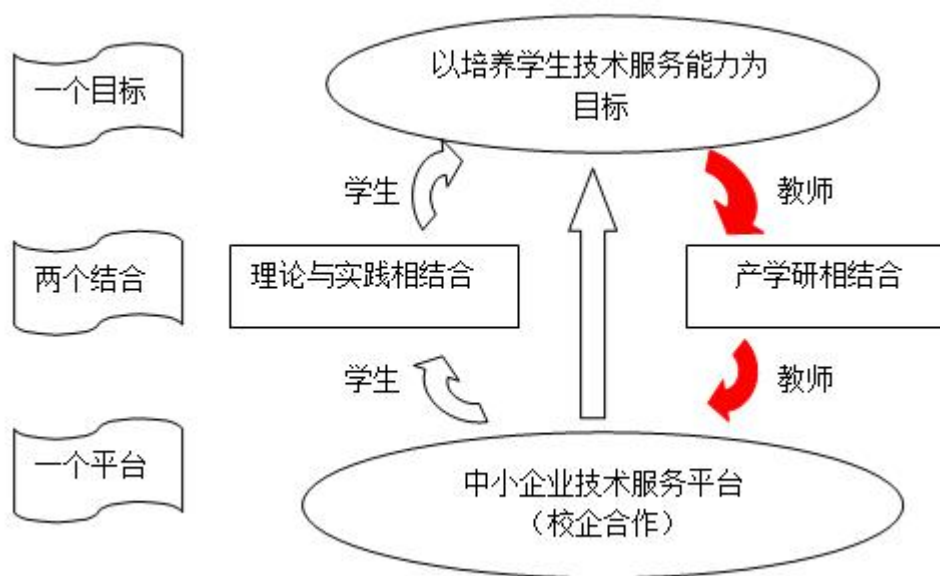 一个目标
以培养学生技术服务能力为
目标
学生
教师
两个结合
理论与实践相结合
产学研相结合
学生
教师
一个平台
中小企业技术服务平台
（校企合作）